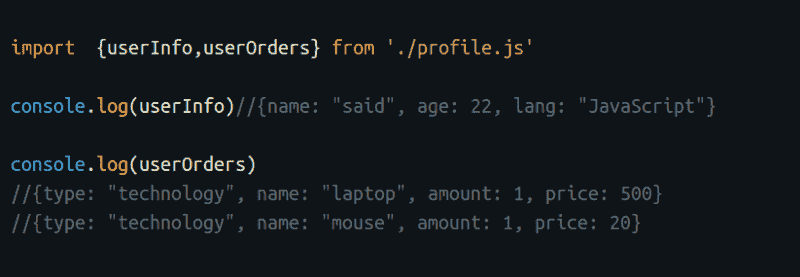 import  {userInfo,userOrders} from './profile.js'
console.log(userInfo)//{name: "said", age: 22, lang: "JavaScript"}
console.log(userOrders)
//{type: "technology", name: "laptop", amount: 1, price: 500}
//{type: "technology", name: "mouse", amount: 1, price: 20}